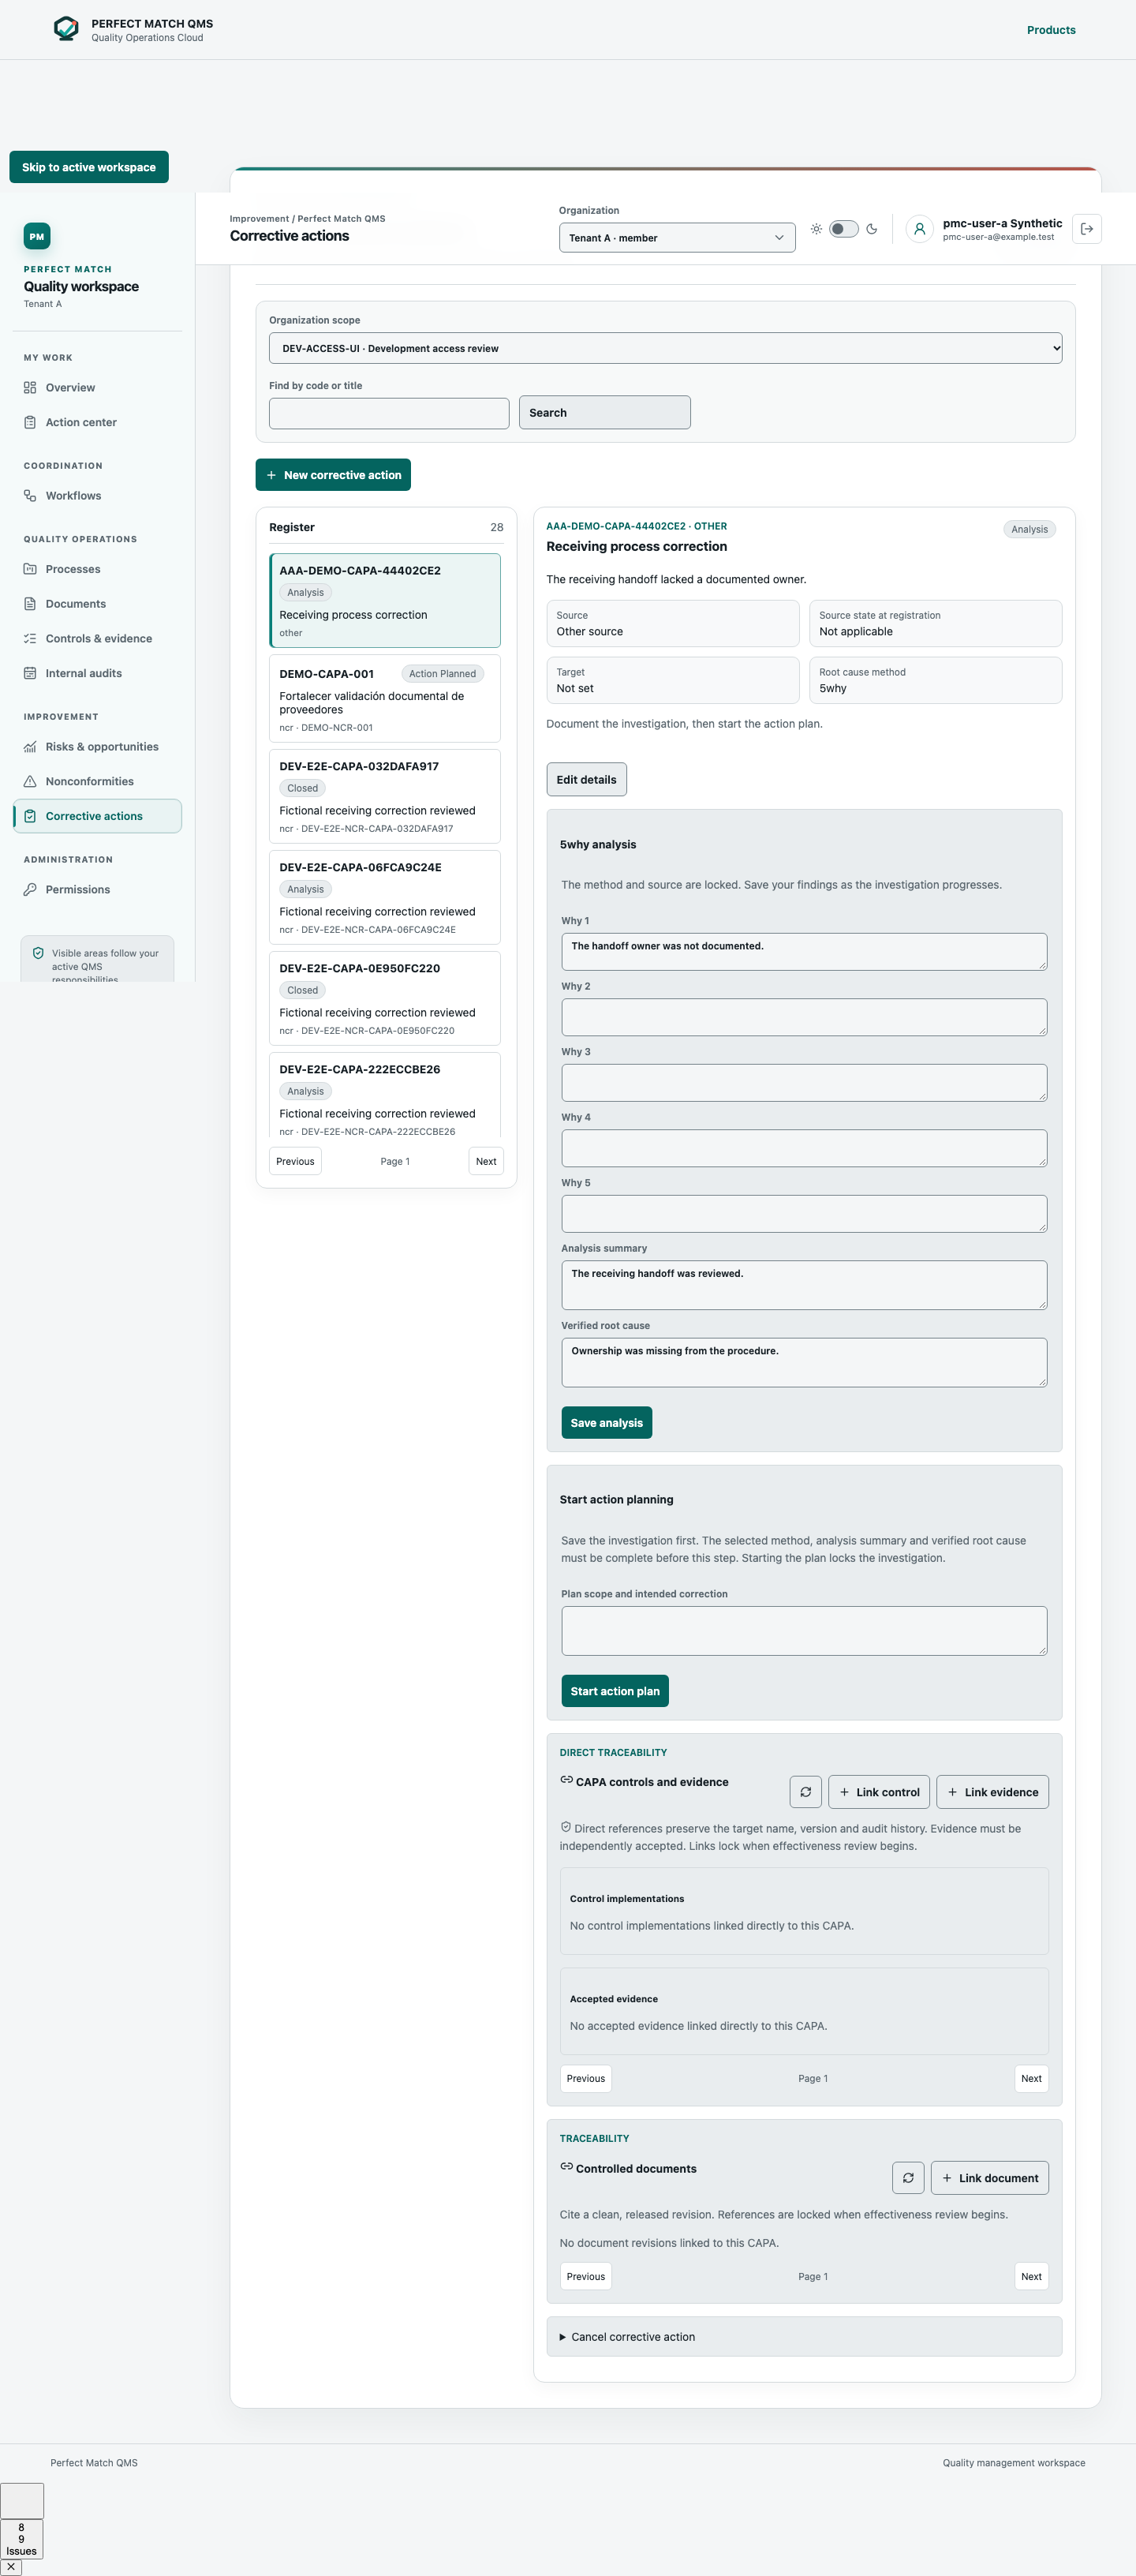 PERFECT MATCH QMS
Quality Operations Cloud
Products
Skip to active workspace
PM
PERFECT MATCH
Quality workspace
Tenant A
MY WORK
Overview
Action center
COORDINATION
Workflows
QUALITY OPERATIONS
Processes
Documents
Controls & evidence
Internal audits
IMPROVEMENT
Risks & opportunities
Nonconformities
Corrective actions
ADMINISTRATION
Permissions
Visible areas follow your
active QMS
responsibilities
Improvement / Perfect Match QMS
Corrective actions
Organization
Tenant A · member
pmc-user-a Synthetic
pmc-user-a@example.test
Organization scope
DEV-ACCESS-UI · Development access review
Find by code or title
Search
+ New corrective action
Register 28
AAA-DEMO-CAPA-44402CE2
Analysis
Receiving process correction
other
DEMO-CAPA-001 Action Planned
Fortalecer validación documental de
proveedores
ncr · DEMO-NCR-001
DEV-E2E-CAPA-032DAFA917
Closed
Fictional receiving correction reviewed
ncr · DEV-E2E-NCR-CAPA-032DAFA917
DEV-E2E-CAPA-06FCA9C24E
Analysis
Fictional receiving correction reviewed
ncr · DEV-E2E-NCR-CAPA-06FCA9C24E
DEV-E2E-CAPA-0E950FC220
Closed
Fictional receiving correction reviewed
ncr · DEV-E2E-NCR-CAPA-0E950FC220
DEV-E2E-CAPA-222ECCBE26
Analysis
Fictional receiving correction reviewed
ncr · DEV-E2E-NCR-CAPA-222ECCBE26
Previous Page 1 Next
AAA-DEMO-CAPA-44402CE2 · OTHER
Analysis
Receiving process correction
The receiving handoff lacked a documented owner.
Source
Other source
Source state at registration
Not applicable
Target
Not set
Root cause method
5why
Document the investigation, then start the action plan.
Edit details
5why analysis
The method and source are locked. Save your findings as the investigation progresses.
Why 1
The handoff owner was not documented.
Why 2
Why 3
Why 4
Why 5
Analysis summary
The receiving handoff was reviewed.
Verified root cause
Ownership was missing from the procedure.
Save analysis
Start action planning
Save the investigation first. The selected method, analysis summary and verified root cause
must be complete before this step. Starting the plan locks the investigation.
Plan scope and intended correction
Start action plan
DIRECT TRACEABILITY
CAPA controls and evidence
+ Link control
+ Link evidence
Direct references preserve the target name, version and audit history. Evidence must be
independently accepted. Links lock when effectiveness review begins.
Control implementations
No control implementations linked directly to this CAPA.
Accepted evidence
No accepted evidence linked directly to this CAPA.
Previous Page 1 Next
TRACEABILITY
Controlled documents
+ Link document
Cite a clean, released revision. References are locked when effectiveness review begins.
No document revisions linked to this CAPA.
Previous Page 1 Next
Cancel corrective action
Perfect Match QMS
Quality management workspace
8
9
Issues